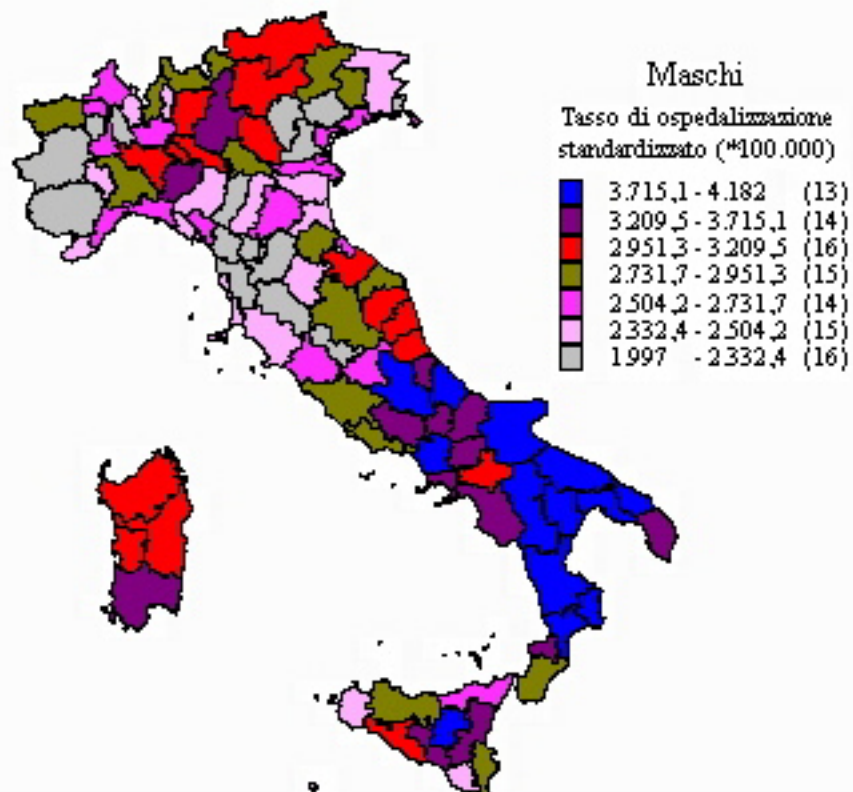 Maschi
Tasso di ospedalizzazione
standardizzato (*100.000)
3.715,1 - 4.182 (13)
3.209,5 - 3.715,1 (14)
2.951,3 - 3.209,5 (16)
2.731,7 - 2.951,3 (15)
2.504,2 - 2.731,7 (14)
2.332,4 - 2.504,2 (15)
1.997 - 2.332,4 (16)